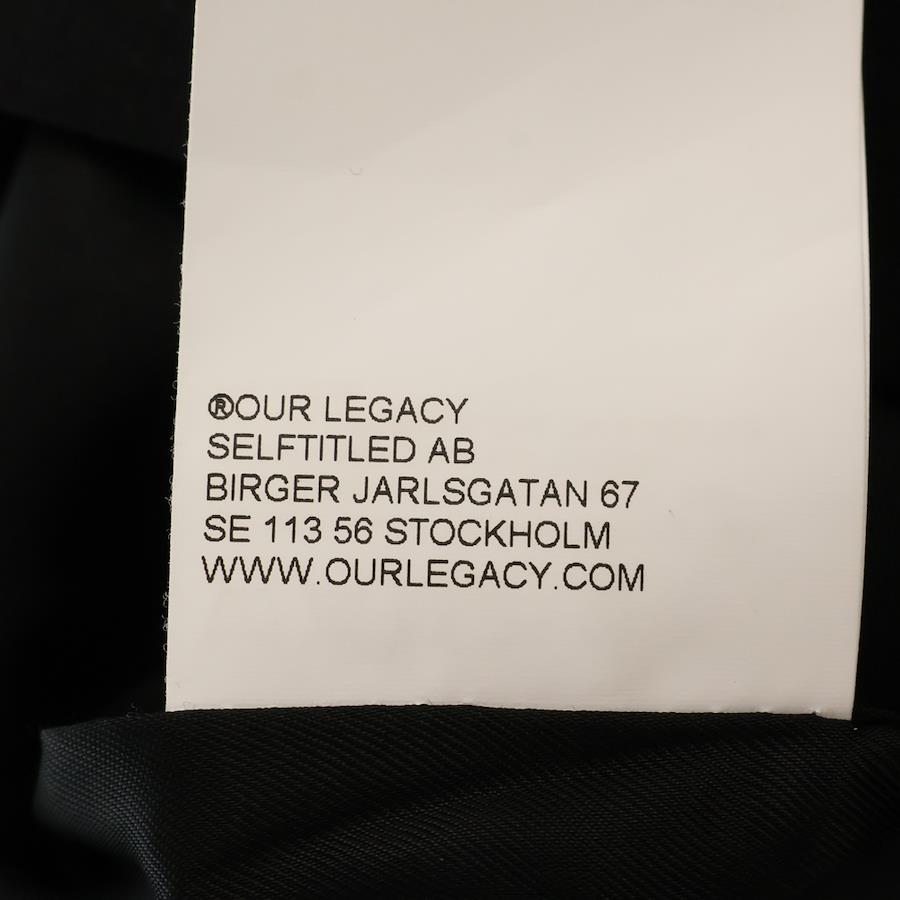 ®OUR LEGACY
SELFTITLED AB
BIRGER JARLSGATAN 67
SE 113 56 STOCKHOLM
WWW.OURLEGACY.COM